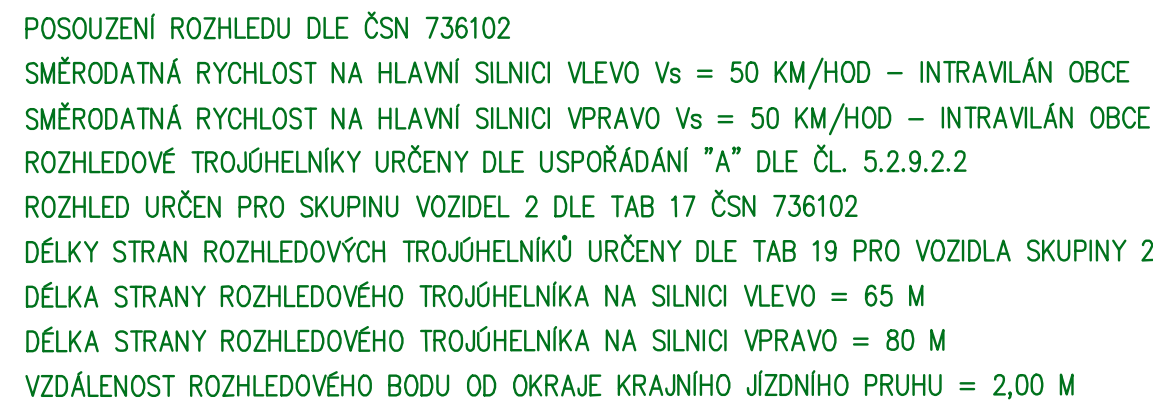 POSOUZENÍ ROZHLEDU DLE ČSN 736102
SMĚRODATNÁ RYCHLOST NA HLAVNÍ SILNICI VLEVO Vs = 50 KM/HOD – INTRAVILÁN OBCE
SMĚRODATNÁ RYCHLOST NA HLAVNÍ SILNICI VPRAVO Vs = 50 KM/HOD – INTRAVILÁN OBCE
ROZHLEDOVÉ TROJÚHELNÍKY URČENY DLE USPOŘÁDÁNÍ "A" DLE ČL. 5.2.9.2.2
ROZHLED URČEN PRO SKUPINU VOZIDEL 2 DLE TAB 17 ČSN 736102
DÉLKY STRAN ROZHLEDOVÝCH TROJÚHELNÍKŮ URČENY DLE TAB 19 PRO VOZIDLA SKUPINY 2
DÉLKA STRANY ROZHLEDOVÉHO TROJÚHELNÍKA NA SILNICI VLEVO = 65 M
DÉLKA STRANY ROZHLEDOVÉHO TROJÚHELNÍKA NA SILNICI VPRAVO = 80 M
VZDÁLENOST ROZHLEDOVÉHO BODU OD OKRAJE KRAJNÍHO JÍZDNÍHO PRUHU = 2,00 M